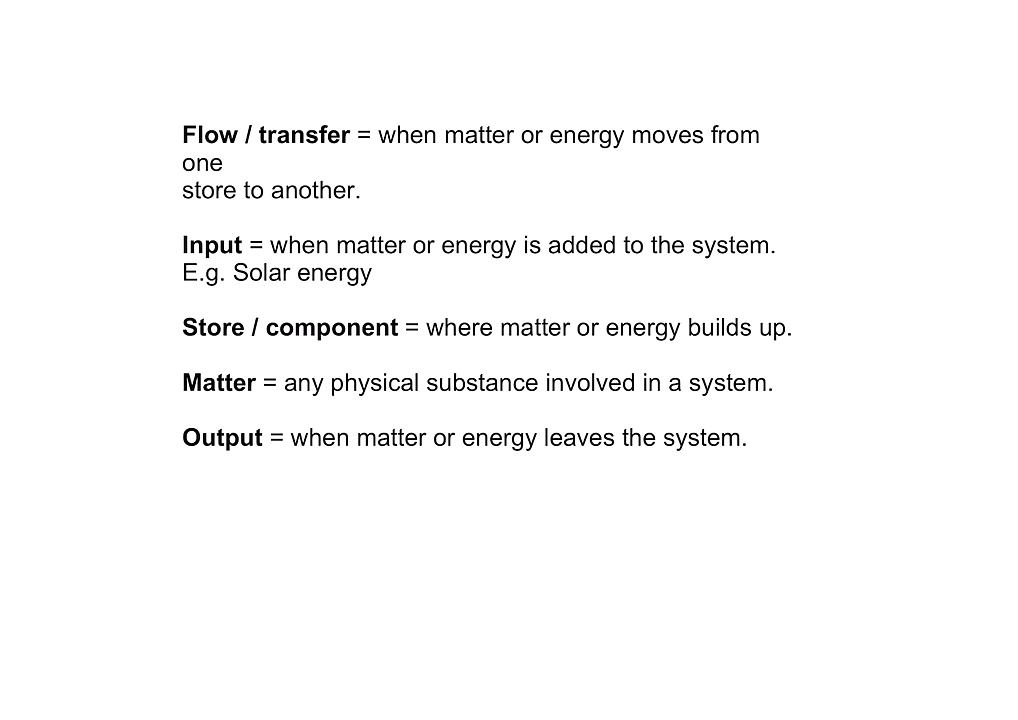 Flow / transfer = when matter or energy moves from
one
store to another.
Input = when matter or energy is added to the system.
E.g. Solar energy
Store / component = where matter or energy builds up.
Matter = any physical substance involved in a system.
Output = when matter or energy leaves the system.